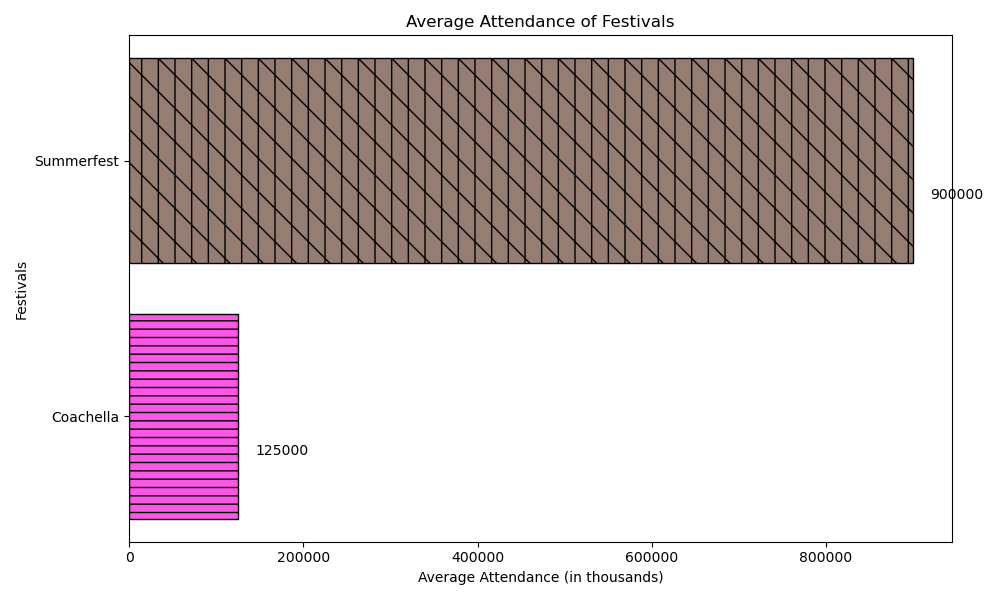 Average Attendance of Festivals
Summerfest
900000
Festivals
Coachella
125000
0 200000 400000 600000 800000
Average Attendance (in thousands)